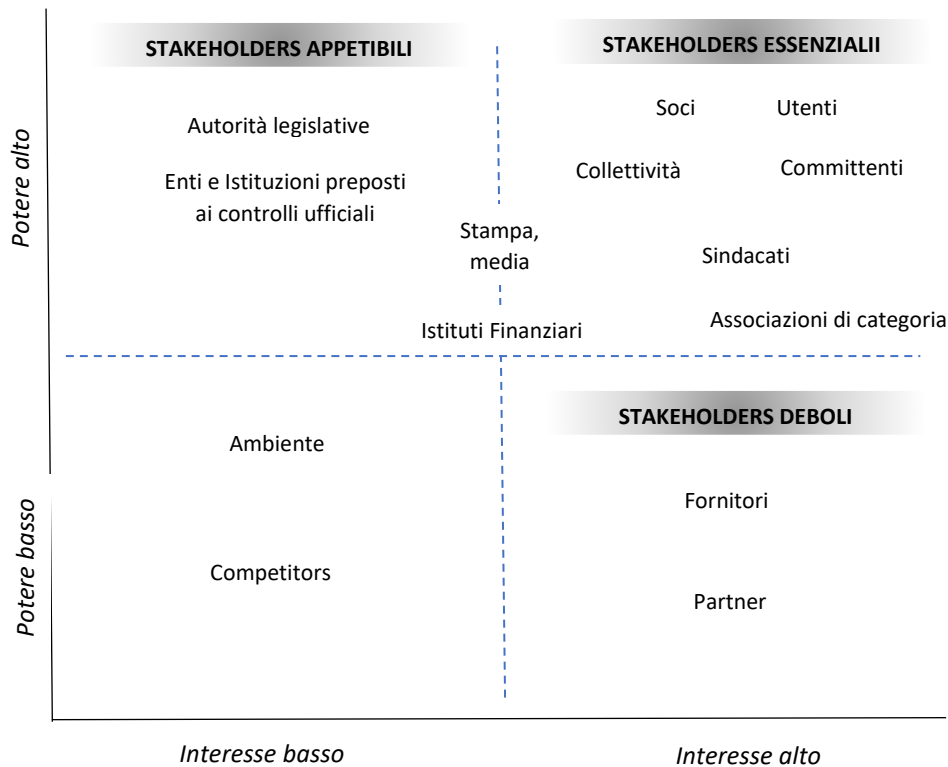 STAKEHOLDERS APPETIBILI
STAKEHOLDERS ESSENZIALII
Potere alto
Autorità legislative
Enti e Istituzioni preposti
ai controlli ufficiali
Soci
Utenti
Collettività
Committenti
Stampa,
media
Sindacati
Istituti Finanziari
Associazioni di categoria
STAKEHOLDERS DEBOLI
Potere basso
Ambiente
Competitors
Fornitori
Partner
Interesse basso
Interesse alto